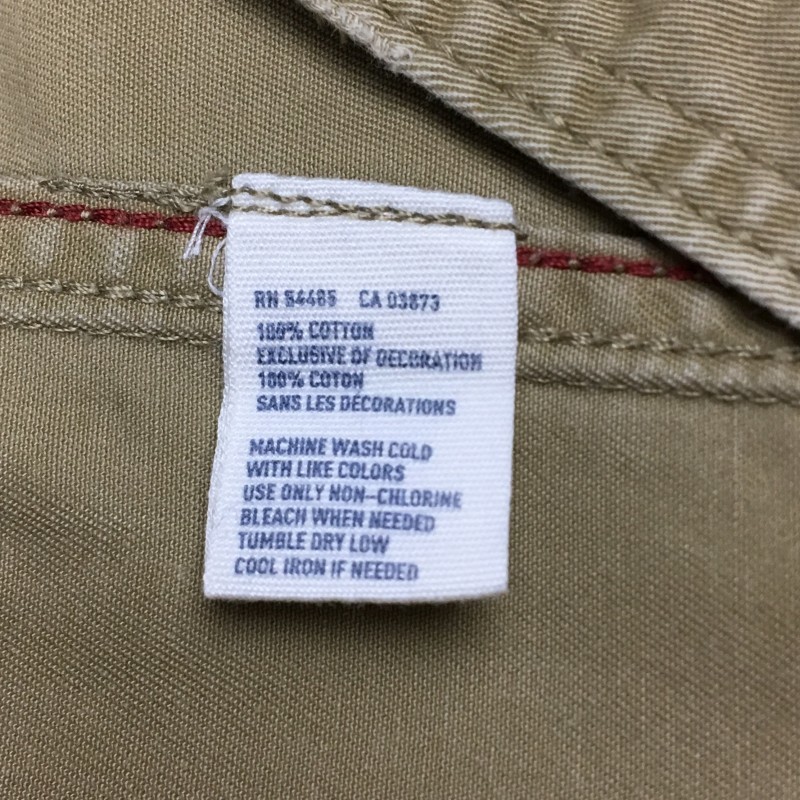 RN 54485 CA 03873
100% COTTON
EXCLUSIVE OF DECORATION
100% COTON
SANS LES DÉCORATIONS
MACHINE WASH COLD
WITH LIKE COLORS
USE ONLY NON-CHLORINE
BLEACH WHEN NEEDED
TUMBLE DRY LOW
COOL IRON IF NEEDED